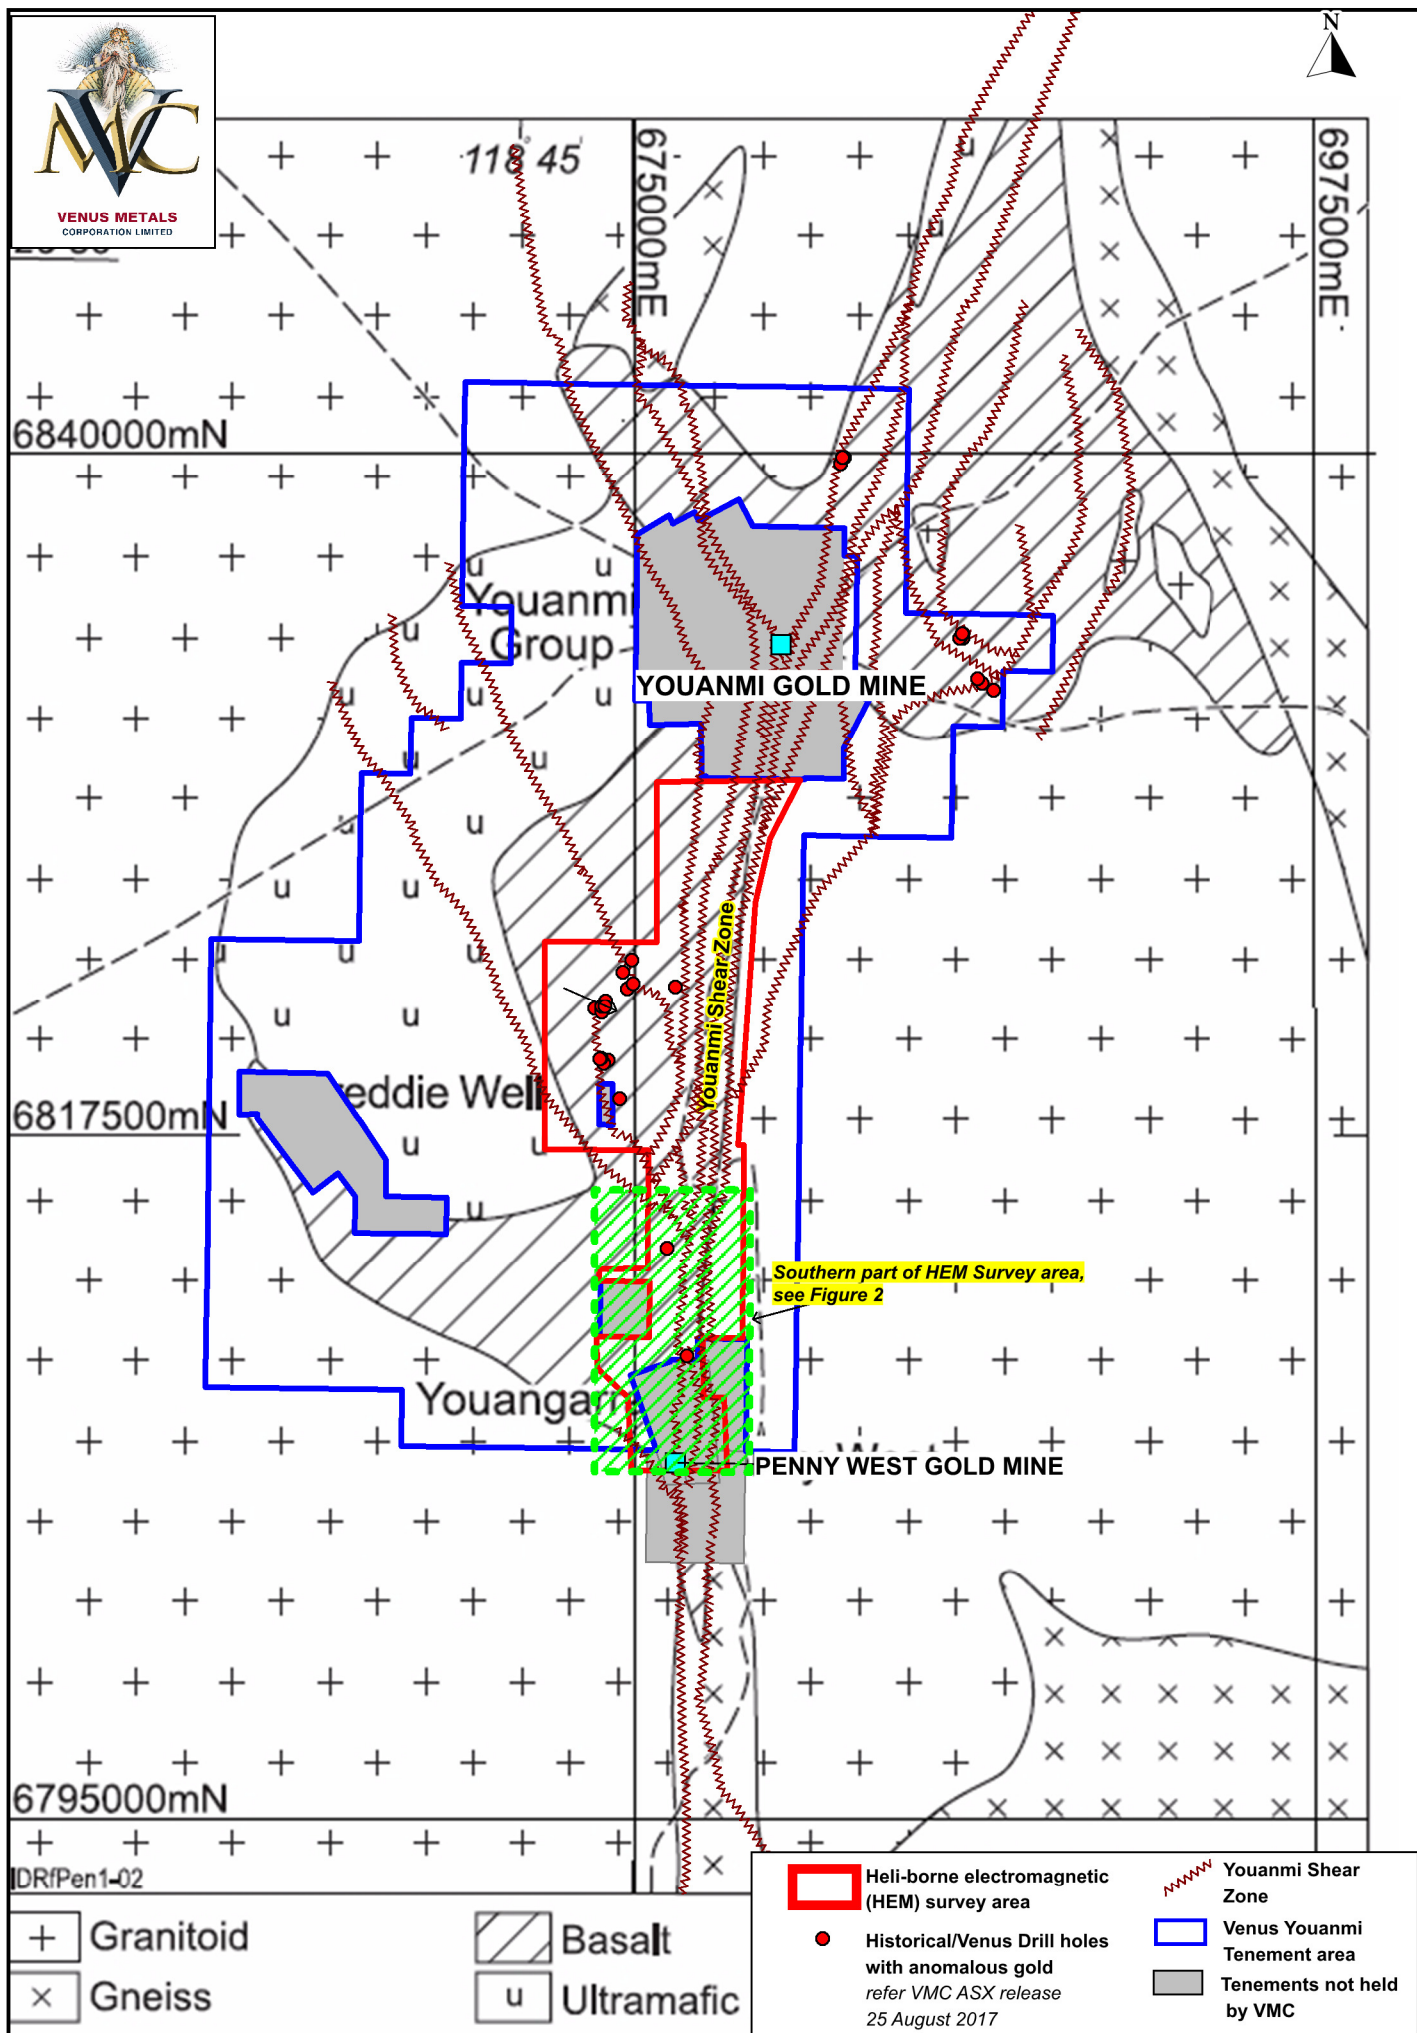 N
VMC
VENUS METALS
CORPORATION LIMITED
118° 45'
675000mE
697500mE
6840000mN
Youanmi
Group
YOUANMI GOLD MINE
Youanmi Shear Zone
eddie Well
6817500mN
Southern part of HEM Survey area,
see Figure 2
Youangar
PENNY WEST GOLD MINE
6795000mN
DRfPen1-02
+ Granitoid
x Gneiss
Basalt
u Ultramafic
Heli-borne electromagnetic
(HEM) survey area
Historical/Venus Drill holes
with anomalous gold
refer VMC ASX release
25 August 2017
Youanmi Shear
Zone
Venus Youanmi
Tenement area
Tenements not held
by VMC